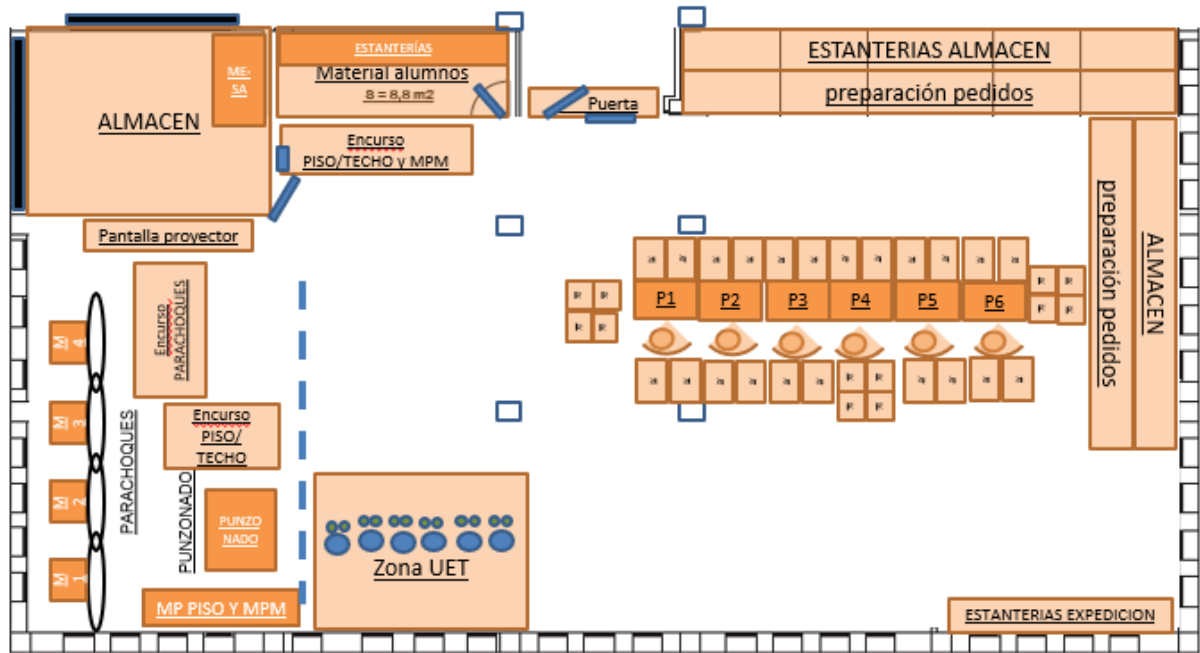 ESTANTERÍAS
ME-
SA
Material alumnos
S = 8,8 m2
Puerta
ESTANTERIAS ALMACEN
preparación pedidos
ALMACEN
Encurso
PISO/TECHO y MPM
Pantalla proyector
preparación pedidos
ALMACEN
Encurso
PARACHOQUES
P1
P2
P3
P4
P5
P6
R R
R R
R R
R R
R R
R R
M
4
M
3
M
2
M
1
PARACHOQUES
Encurso
PISO/
TECHO
PUNZONADO
PUNZO
NADO
Zona UET
MP PISO Y MPM
ESTANTERIAS EXPEDICION